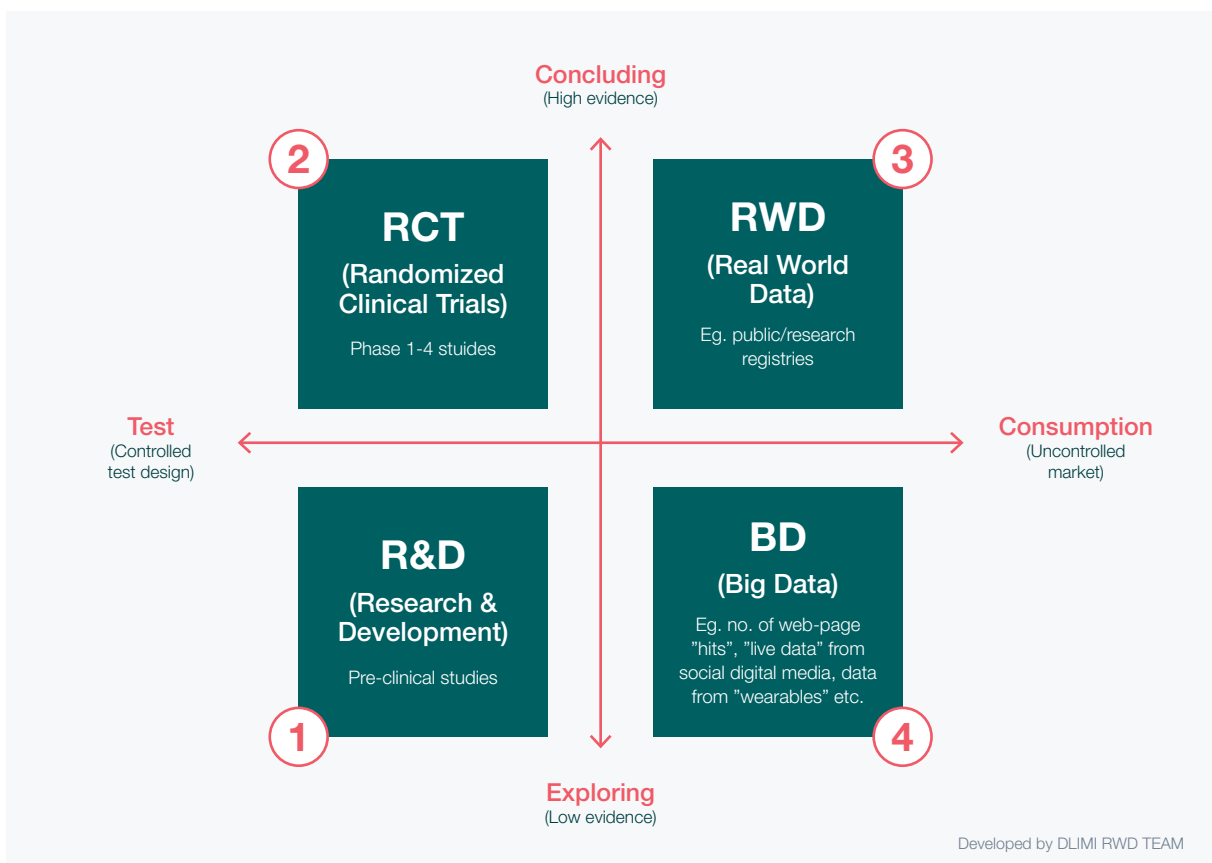 Concluding
(High evidence)
2
RCT
(Randomized
Clinical Trials)
Phase 1-4 stuides
3
RWD
(Real World
Data)
Eg. public/research
registries
Test
(Controlled
test design)
Consumption
(Uncontrolled
market)
R&D
(Research &
Development)
Pre-clinical studies
1
BD
(Big Data)
Eg. no. of web-page
”hits”, ”live data” from
social digital media, data
from ”wearables” etc.
4
Exploring
(Low evidence)
Developed by DLIMI RWD TEAM